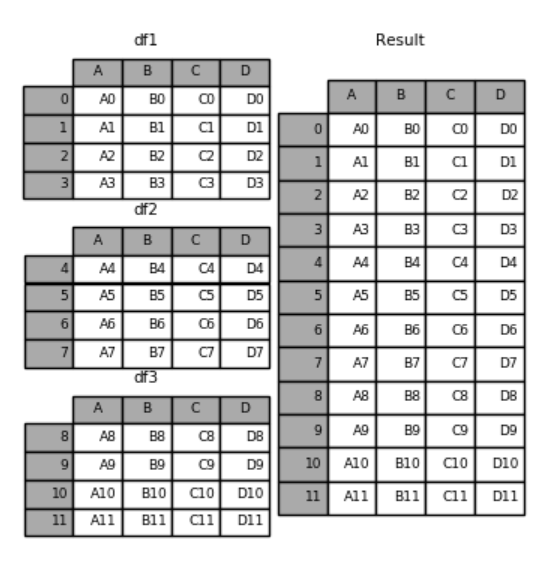 df1
A B C D
0 A0 B0 C0 D0
1 A1 B1 C1 D1
2 A2 B2 C2 D2
3 A3 B3 C3 D3
df2
A B C D
4 A4 B4 C4 D4
5 A5 B5 C5 D5
6 A6 B6 C6 D6
7 A7 B7 C7 D7
df3
A B C D
8 A8 B8 C8 D8
9 A9 B9 C9 D9
10 A10 B10 C10 D10
11 A11 B11 C11 D11
Result
A B C D
0 A0 B0 C0 D0
1 A1 B1 C1 D1
2 A2 B2 C2 D2
3 A3 B3 C3 D3
4 A4 B4 C4 D4
5 A5 B5 C5 D5
6 A6 B6 C6 D6
7 A7 B7 C7 D7
8 A8 B8 C8 D8
9 A9 B9 C9 D9
10 A10 B10 C10 D10
11 A11 B11 C11 D11